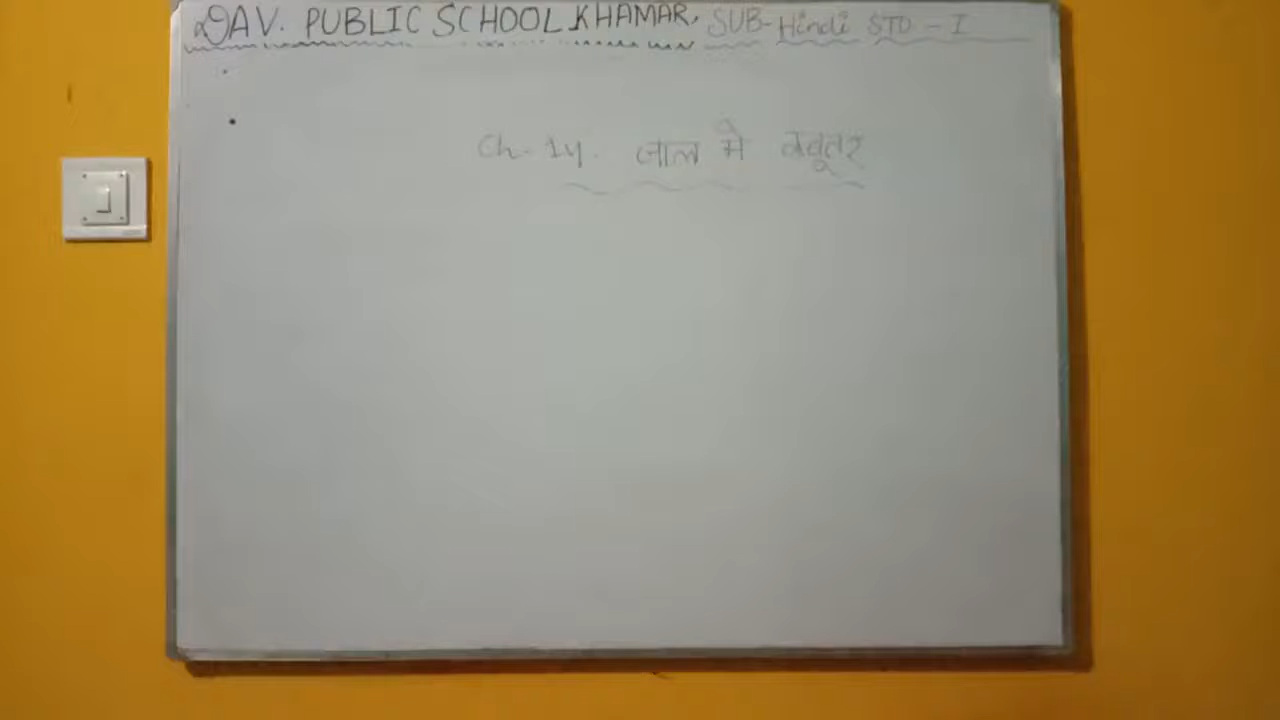 DAV. PUBLIC SCHOOL KHAMAR, SUB- Hindi STD - I
Ch- 14. जाल मे कबूतर